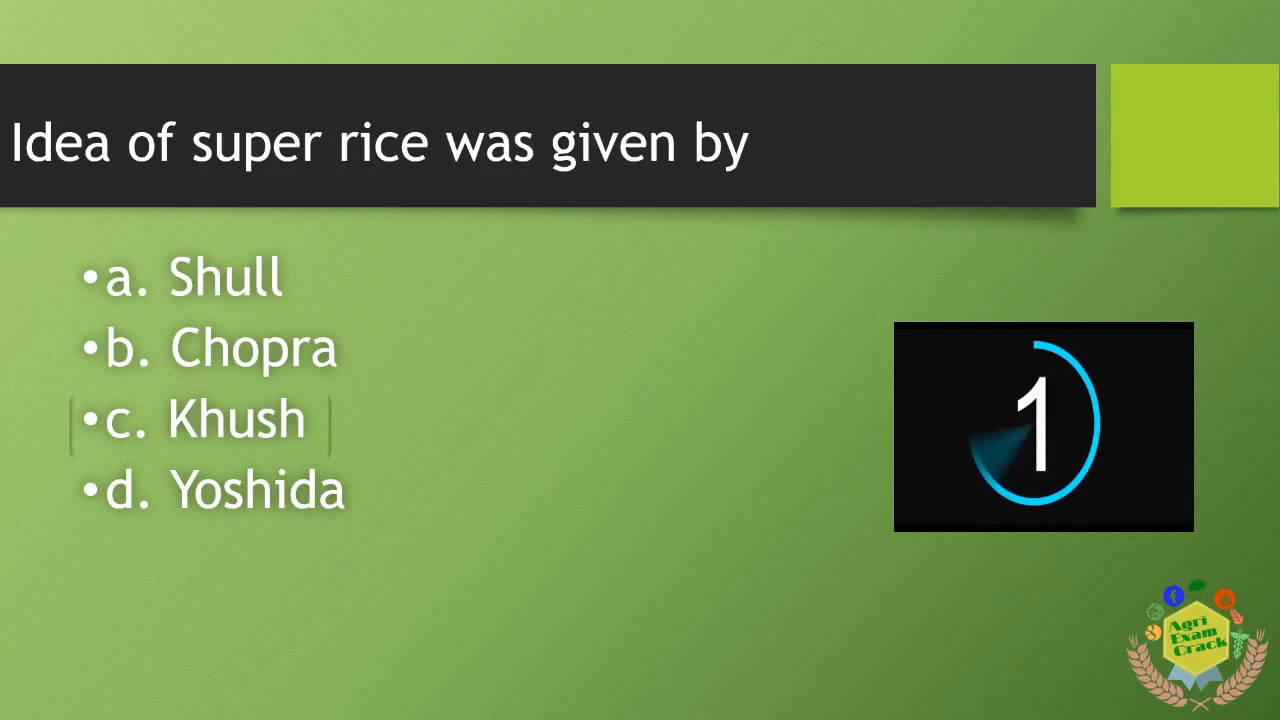 Idea of super rice was given by
•a. Shull
•b. Chopra
•c. Khush
•d. Yoshida
1
Agri
Exam
Crack